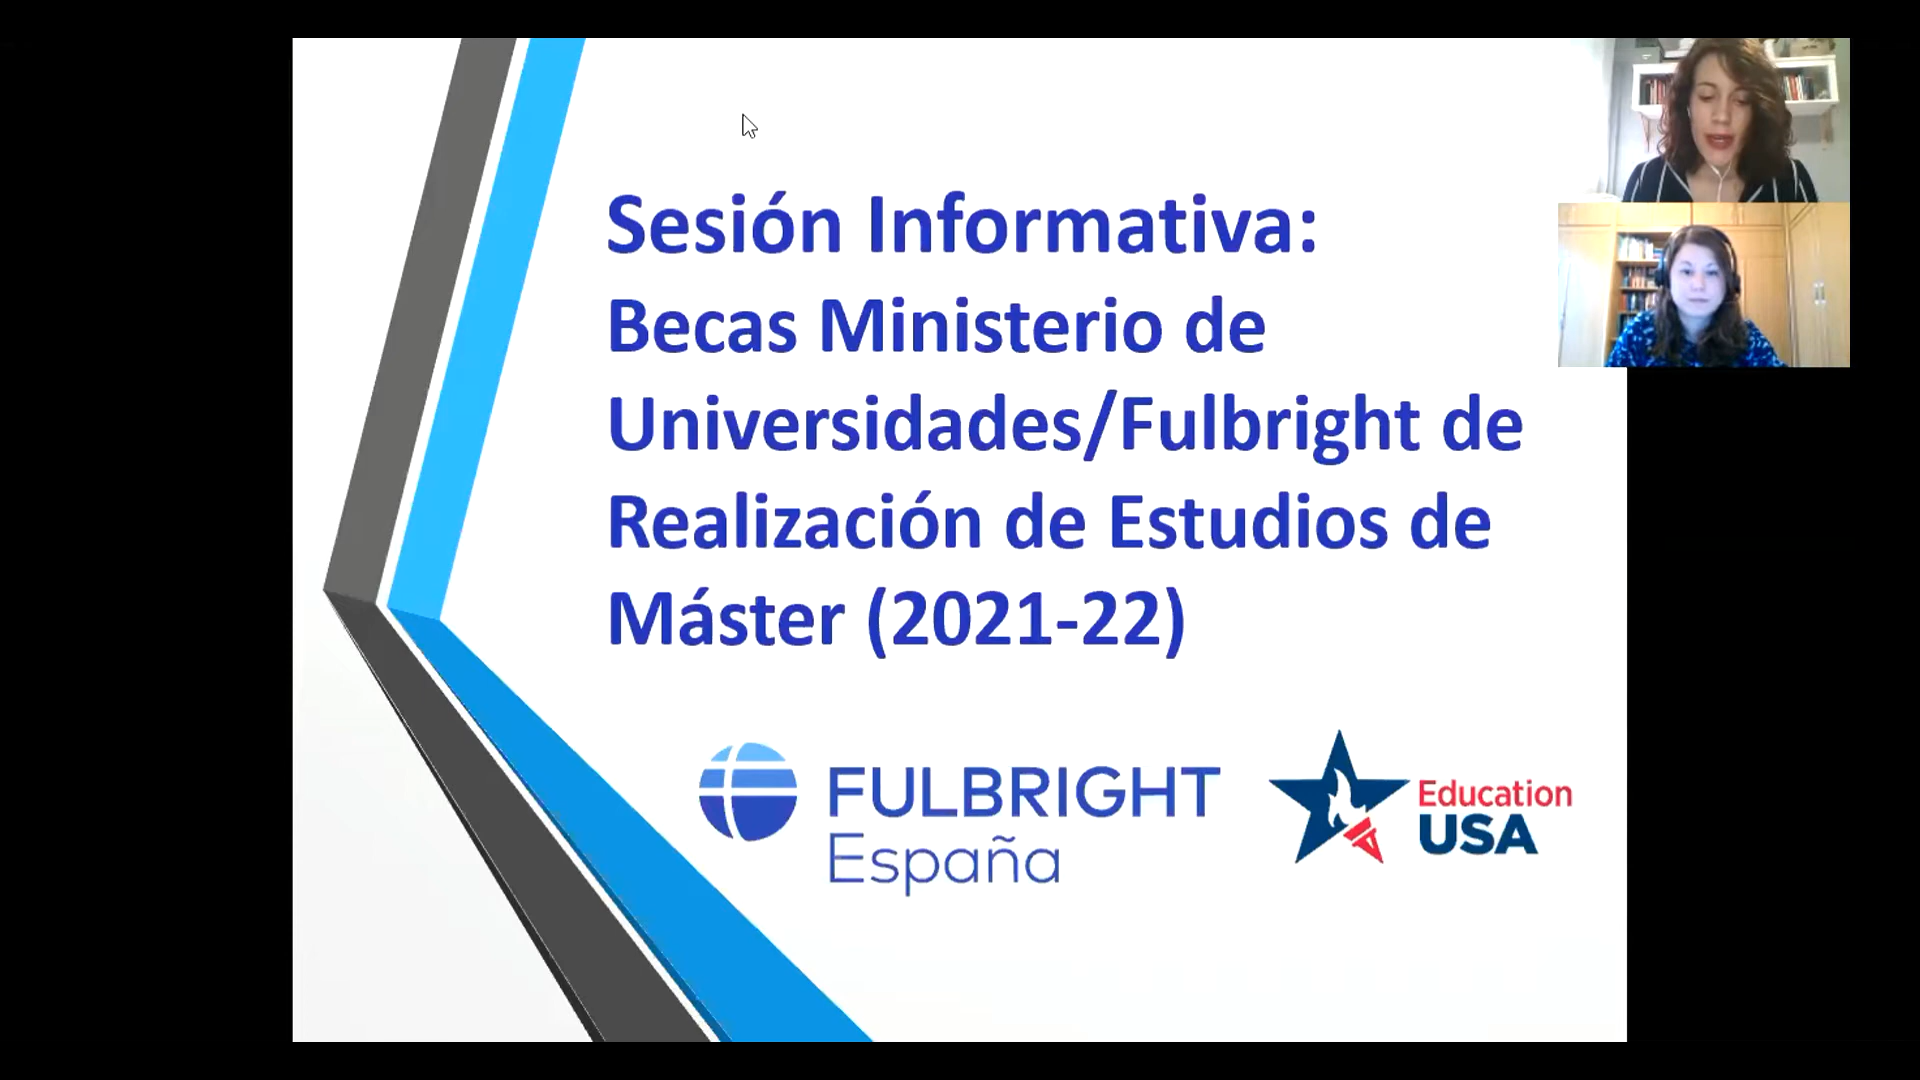 Sesión Informativa:
Becas Ministerio de
Universidades/Fulbright de
Realización de Estudios de
Máster (2021-22)
FULBRIGHT
España
Education
USA